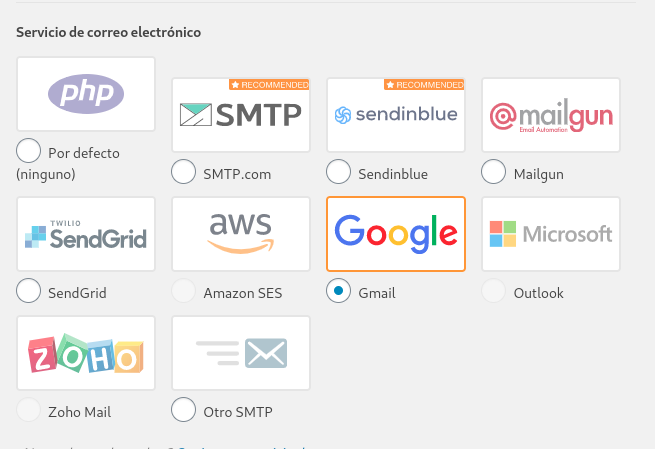 Servicio de correo electrónico
php
RECOMMENDED
SMTP
RECOMMENDED
sendinblue
@mailgun
Email Automation
Por defecto
(ninguno)
SMTP.com
Sendinblue
Mailgun
TWILIO
SendGrid
aws
Google
Microsoft
SendGrid
Amazon SES
Gmail
Outlook
ZOHO
Zoho Mail
Otro SMTP